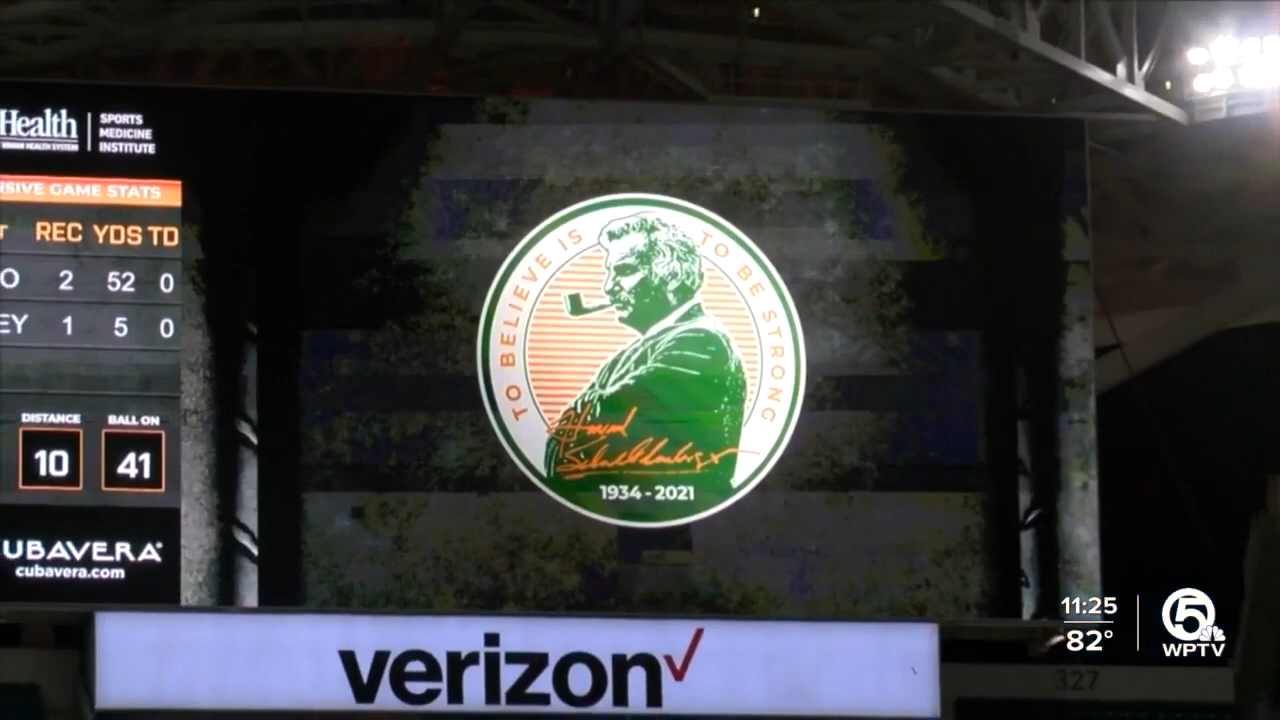 Health
SPORTS
MEDICINE
INSTITUTE
SIVE GAME STATS
REC YDS TD
O 2 52 0
EY 1 5 0
DISTANCE
BALL ON
10
41
UBAVERA
cubavera.com
TO BELIEVE IS
TO BE STRONG
Howard
Schnellenberger
1934 - 2021
verizon
327
11:25
82°
5
WPTV